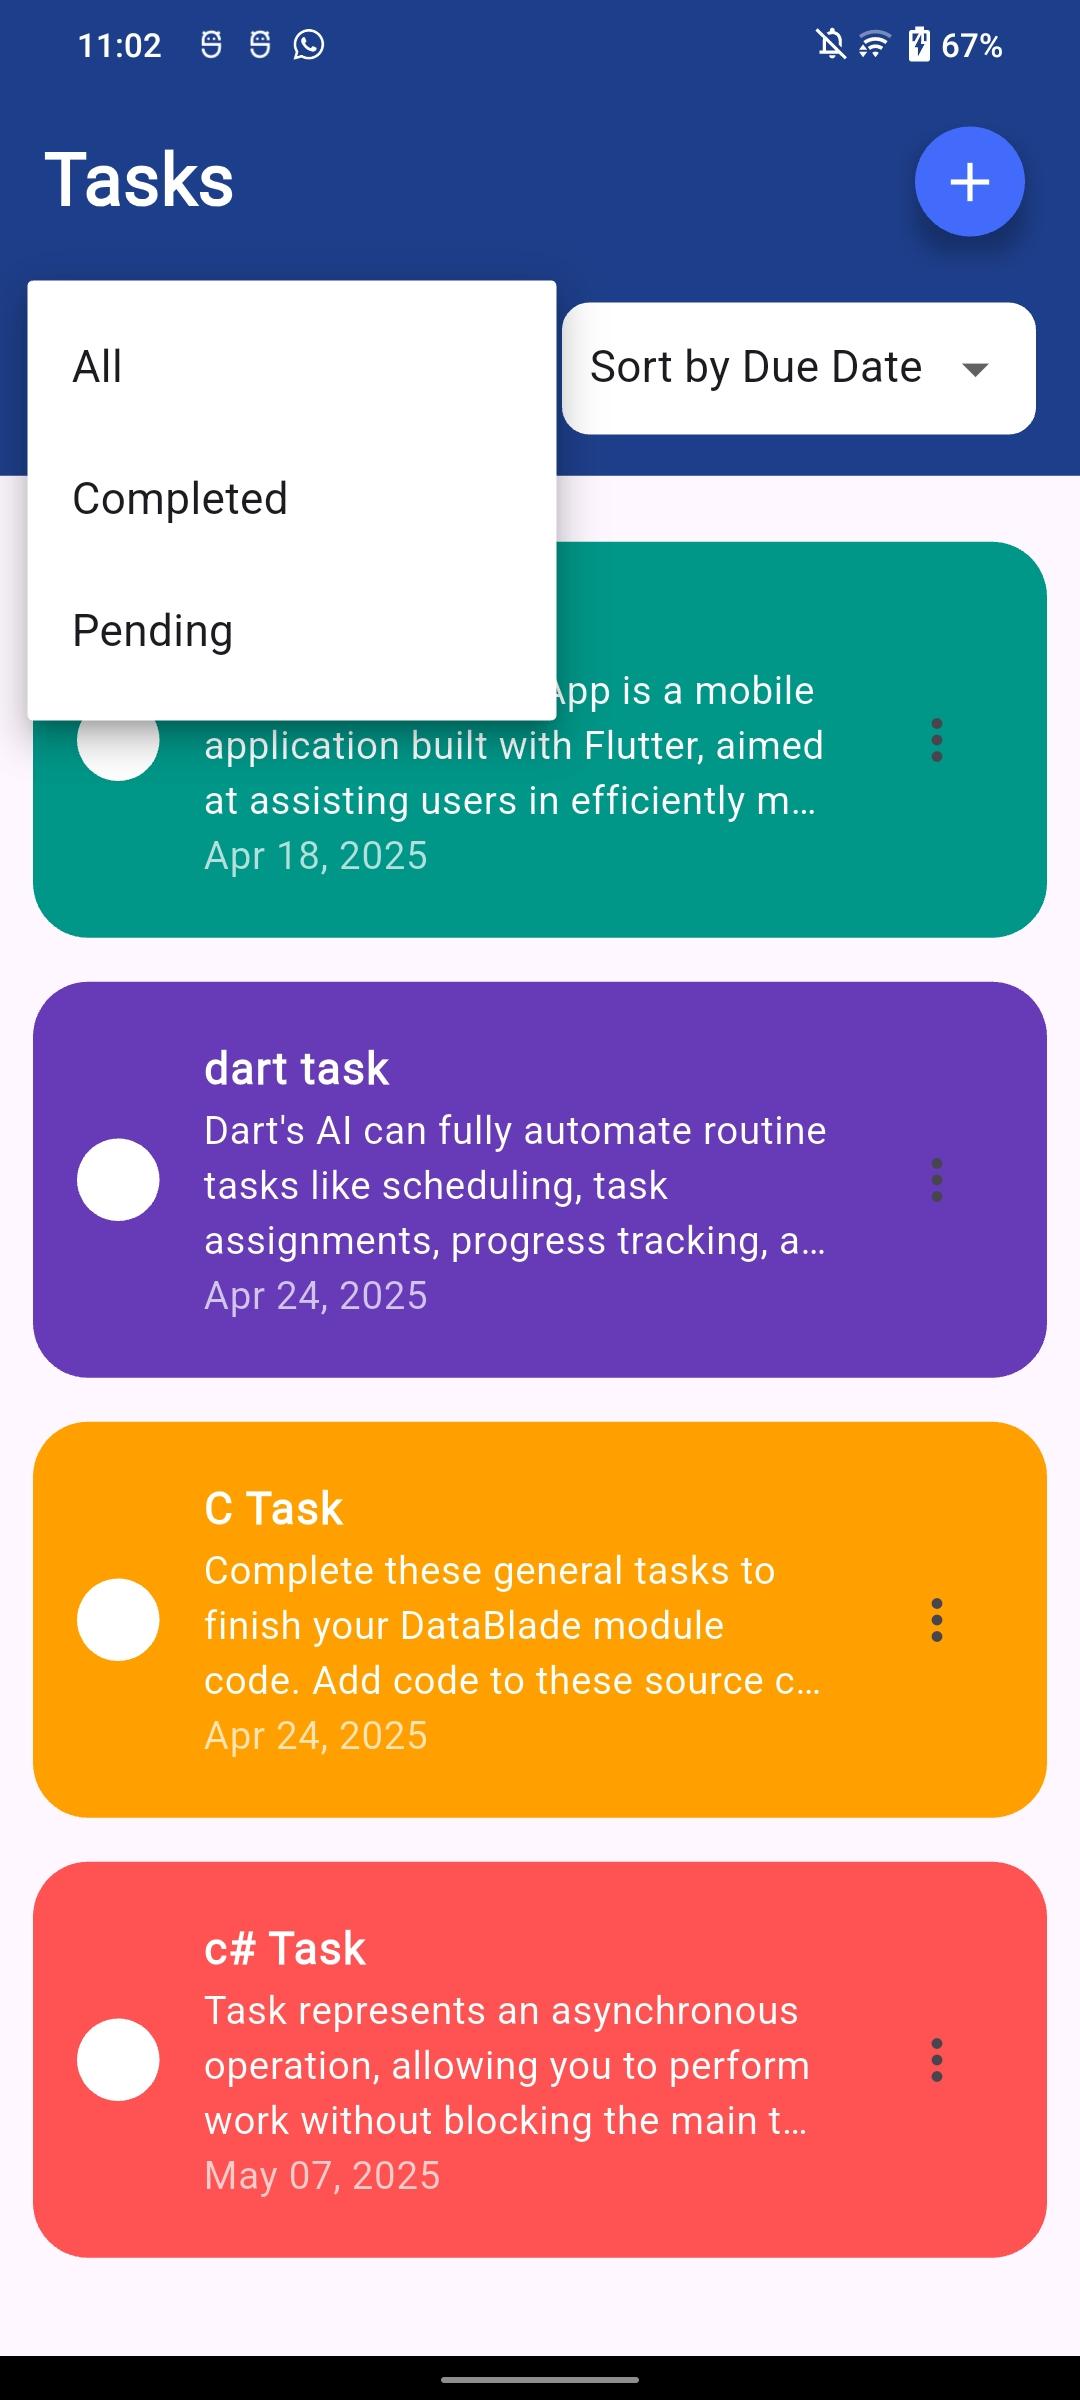 11:02
67%
Tasks
All
Sort by Due Date
Completed
Pending
App is a mobile
application built with Flutter, aimed
at assisting users in efficiently m…
Apr 18, 2025
dart task
Dart's AI can fully automate routine
tasks like scheduling, task
assignments, progress tracking, a…
Apr 24, 2025
C Task
Complete these general tasks to
finish your DataBlade module
code. Add code to these source c…
Apr 24, 2025
c# Task
Task represents an asynchronous
operation, allowing you to perform
work without blocking the main t…
May 07, 2025